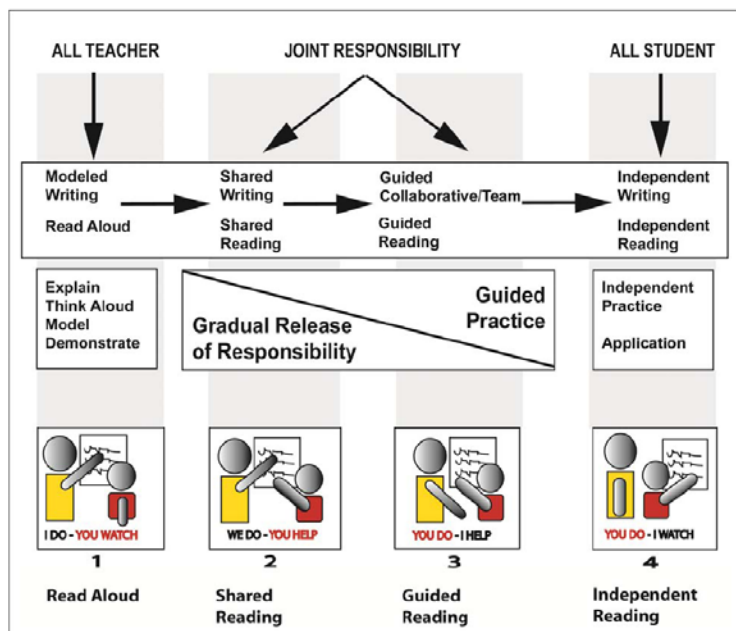 ALL TEACHER
JOINT RESPONSIBILITY
ALL STUDENT
Modeled
Writing
Read Aloud
Shared
Writing
Shared
Reading
Guided
Collaborative/Team
Guided
Reading
Independent
Writing
Independent
Reading
Explain
Think Aloud
Model
Demonstrate
Gradual Release
of Responsibility
Guided
Practice
Independent
Practice
Application
I DO - YOU WATCH
WE DO - YOU HELP
YOU DO - I HELP
YOU DO - I WATCH
1
2
3
4
Read Aloud
Shared
Reading
Guided
Reading
Independent
Reading